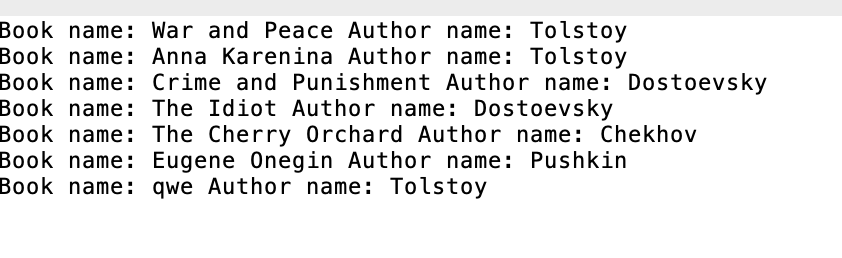 Book name: War and Peace Author name: Tolstoy
Book name: Anna Karenina Author name: Tolstoy
Book name: Crime and Punishment Author name: Dostoevsky
Book name: The Idiot Author name: Dostoevsky
Book name: The Cherry Orchard Author name: Chekhov
Book name: Eugene Onegin Author name: Pushkin
Book name: qwe Author name: Tolstoy